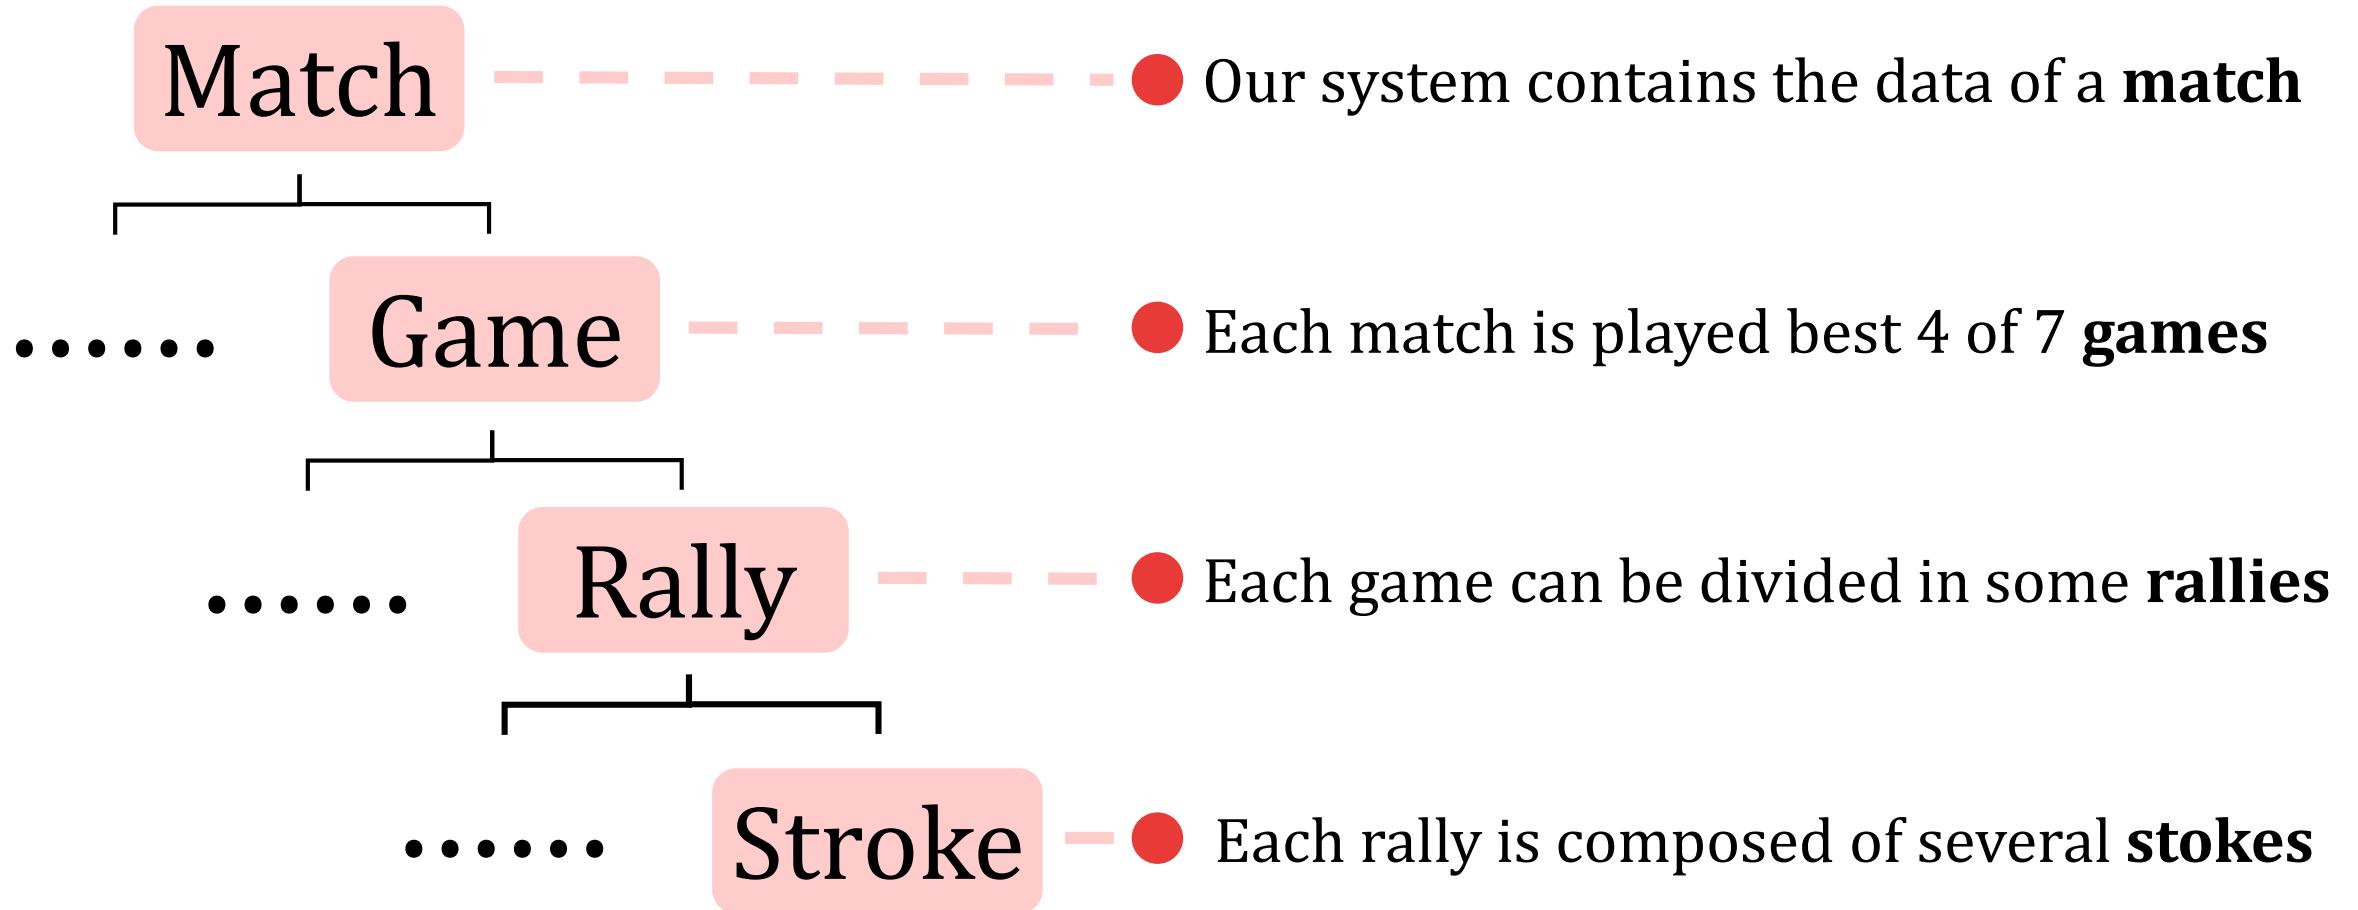 Match
Our system contains the data of a match
Game
Each match is played best 4 of 7 games
Rally
Each game can be divided in some rallies
Stroke
Each rally is composed of several stokes